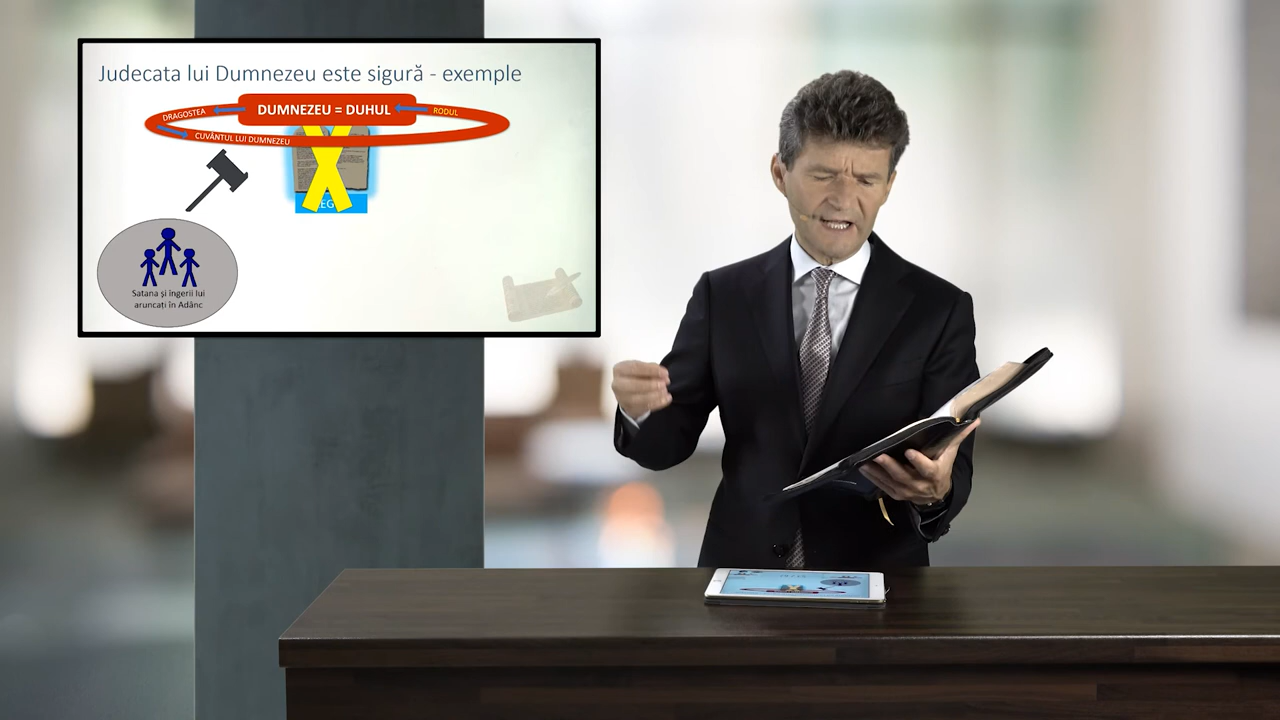 Judecata lui Dumnezeu este sigură - exemple
DUMNEZEU = DUHUL
DRAGOSTEA
RODUL
CUVÂNTUL LUI DUMNEZEU
Satana și îngerii lui
aruncați în Adânc